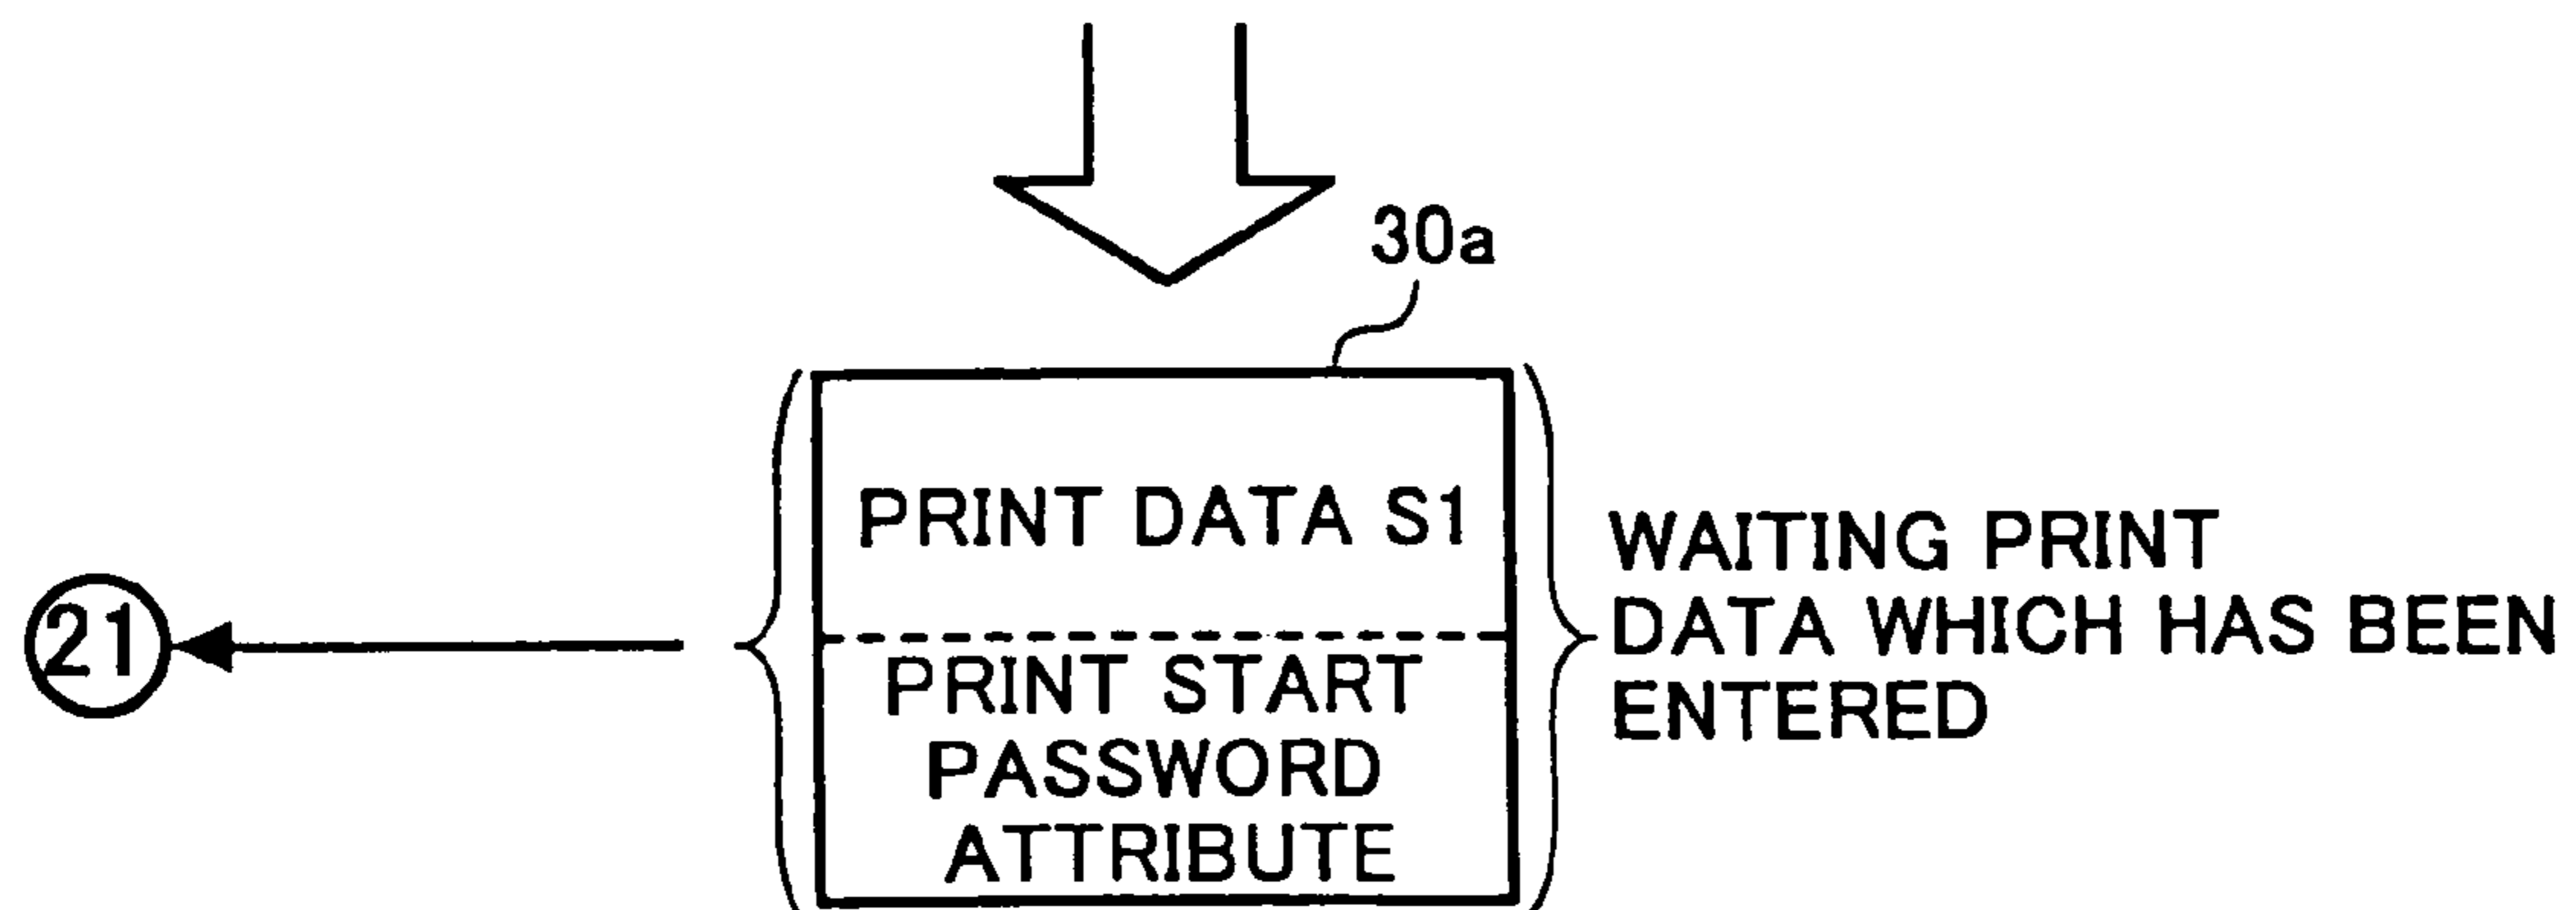 30a
PRINT DATA S1
PRINT START
PASSWORD
ATTRIBUTE
WAITING PRINT
DATA WHICH HAS BEEN
ENTERED
21